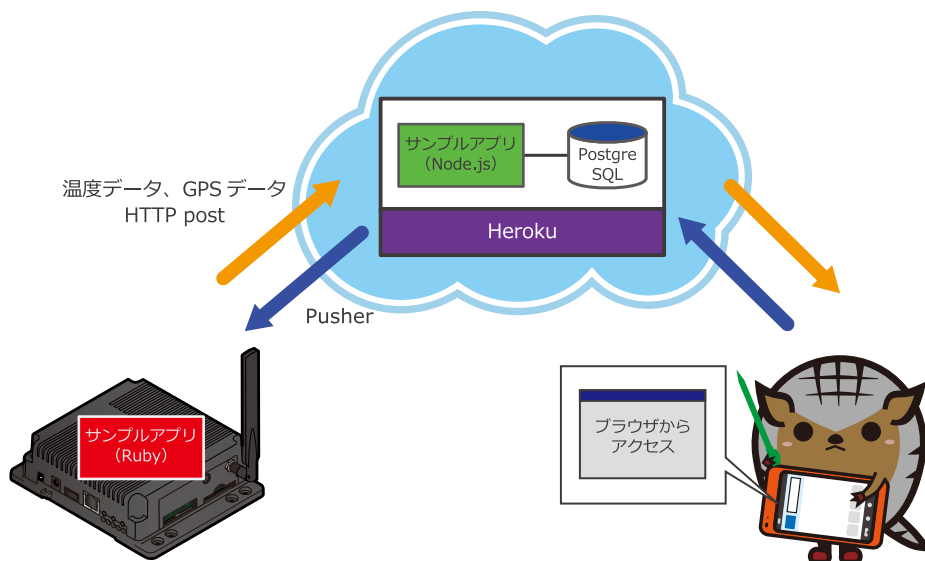 サンプルアプリ
(Node.js)
Postgre
SQL
Heroku
温度データ、GPS データ
HTTP post
Pusher
サンプルアプリ
(Ruby)
ブラウザから
アクセス